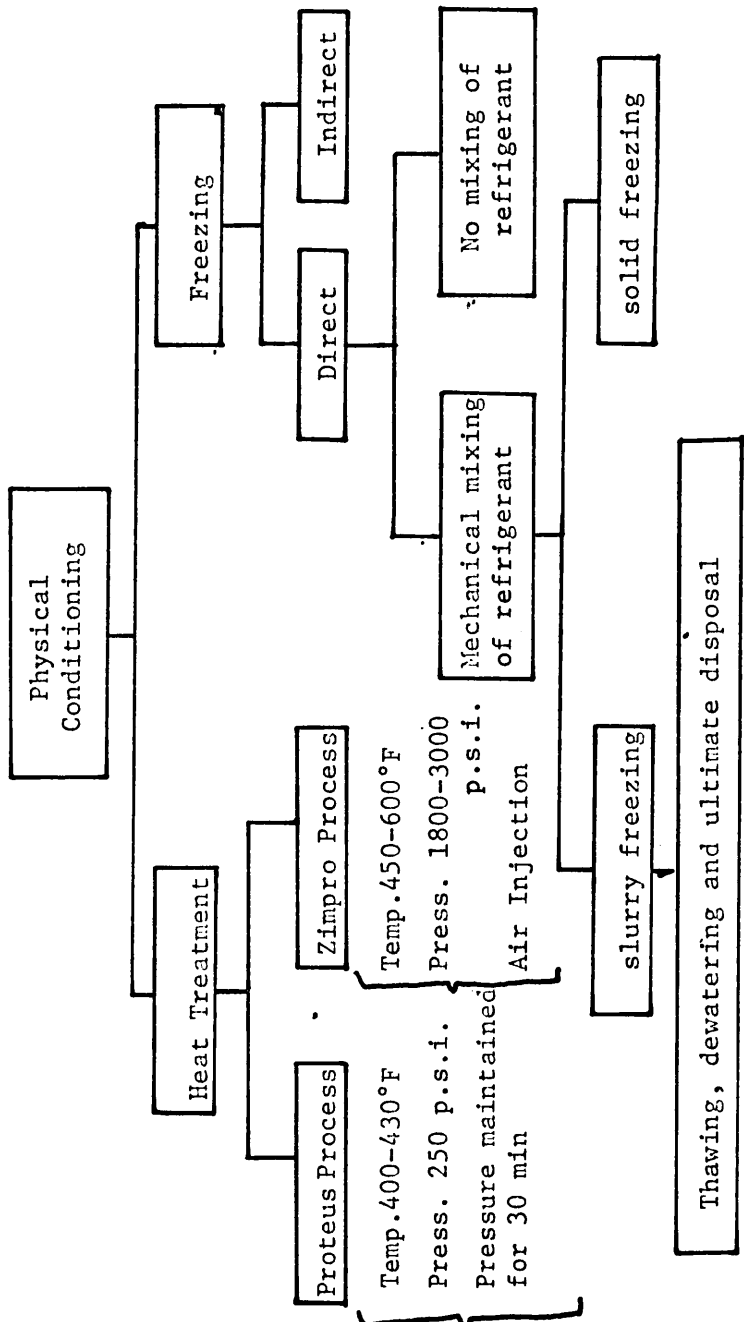 Physical
Conditioning
Heat Treatment
Freezing
Proteus Process
Zimpro Process
Direct
Indirect
Temp.400-430°F
Press. 250 p.s.i.
Pressure maintained
for 30 min
Temp.450-600°F
Press. 1800-3000
p.s.i.
Air Injection
Mechanical mixing
of refrigerant
No mixing of
refrigerant
slurry freezing
solid freezing
Thawing, dewatering and ultimate disposal